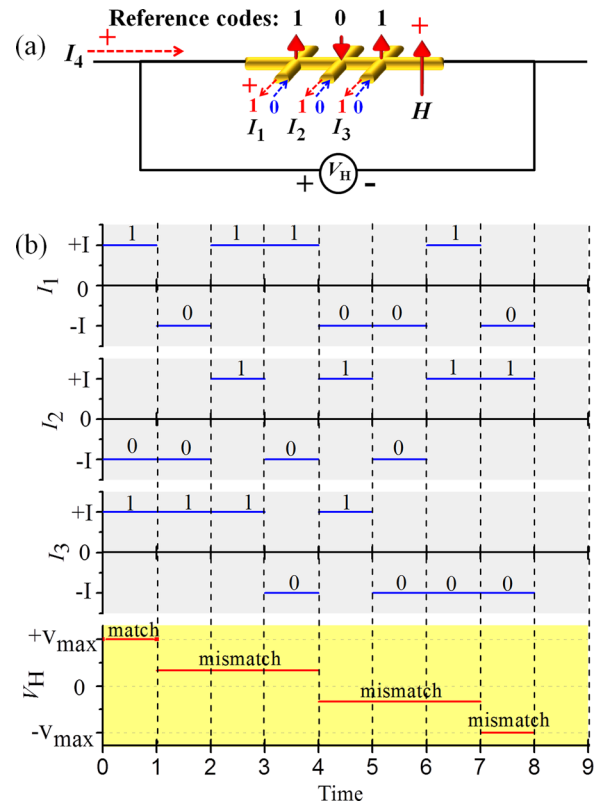 Reference codes: 1 0 1
(a)
I4 + +
+
1 0 1 0 1 0
I1 I2 I3 H
+ VH -
(b)
+I 1 1 1 1
I1 0
-I 0 0 0 0
+I 1 1 1 1
I2 0
-I 0 0 0 0
+I 1 1 1 1
I3 0
-I 0 0 0 0
+Vmax match
mismatch
VH 0
mismatch
-Vmax mismatch
0 1 2 3 4 5 6 7 8 9
Time